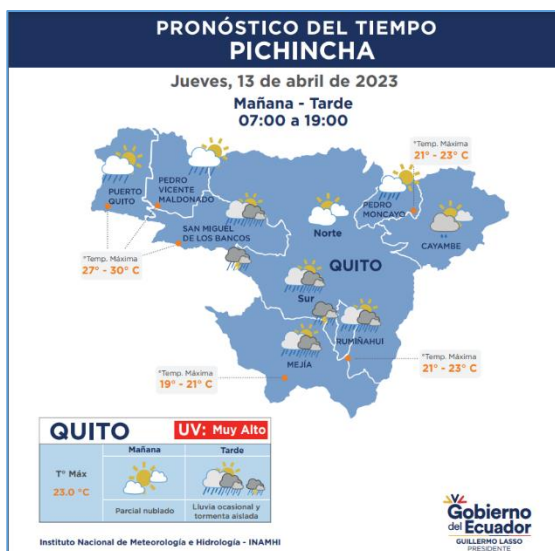 PRONÓSTICO DEL TIEMPO
PICHINCHA
Jueves, 13 de abril de 2023
Mañana - Tarde
07:00 a 19:00
*Temp. Máxima
21° - 23° C
PUERTO
QUITO
PEDRO
VICENTE
MALDONADO
PEDRO
MONCAYO
SAN MIGUEL
DE LOS BANCOS
Norte
CAYAMBE
*Temp. Máxima
27° - 30° C
QUITO
Sur
RUMIÑAHUI
MEJÍA
*Temp. Máxima
19° - 21° C
*Temp. Máxima
21° - 23° C
QUITO
UV: Muy Alto
Mañana
Tarde
T° Máx
23.0 °C
Parcial nublado
Lluvia ocasional y
tormenta aislada
Instituto Nacional de Meteorología e Hidrología - INAMHI
Gobierno
del Ecuador
GUILLERMO LASSO
PRESIDENTE